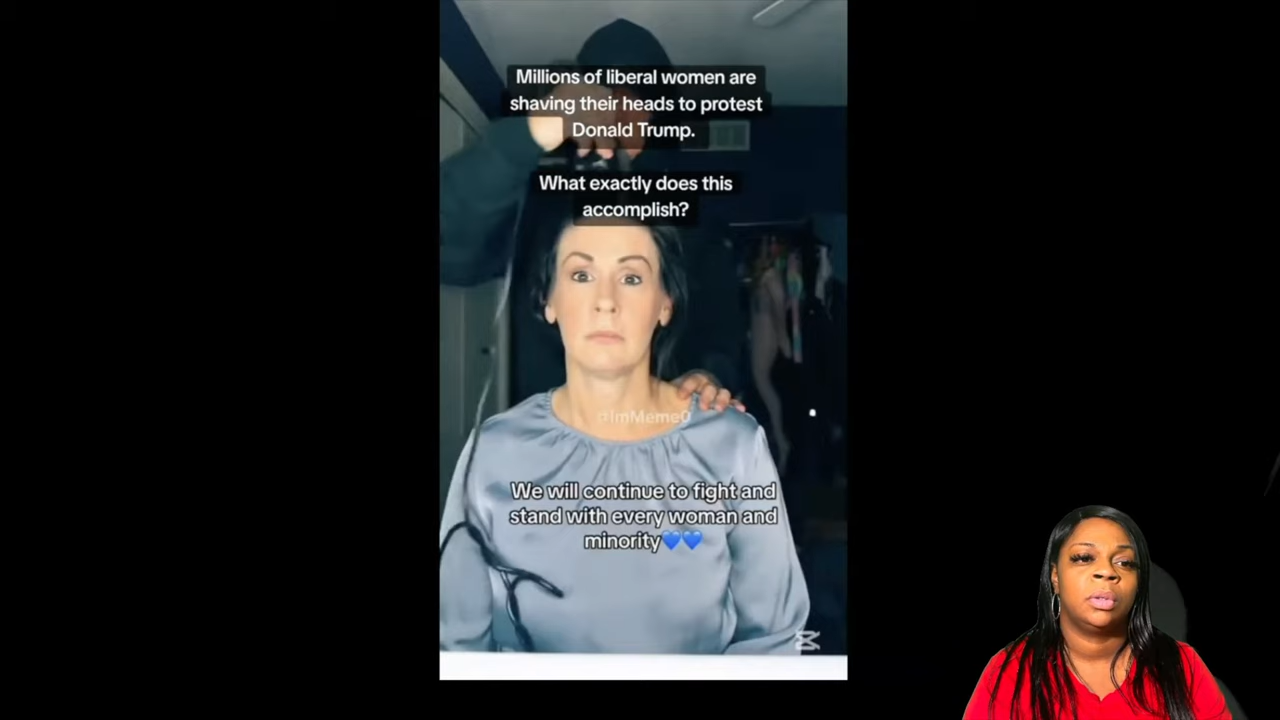 Millions of liberal women are
shaving their heads to protest
Donald Trump.
What exactly does this
accomplish?
#ImMeme0
We will continue to fight and
stand with every woman and
minority💙💙